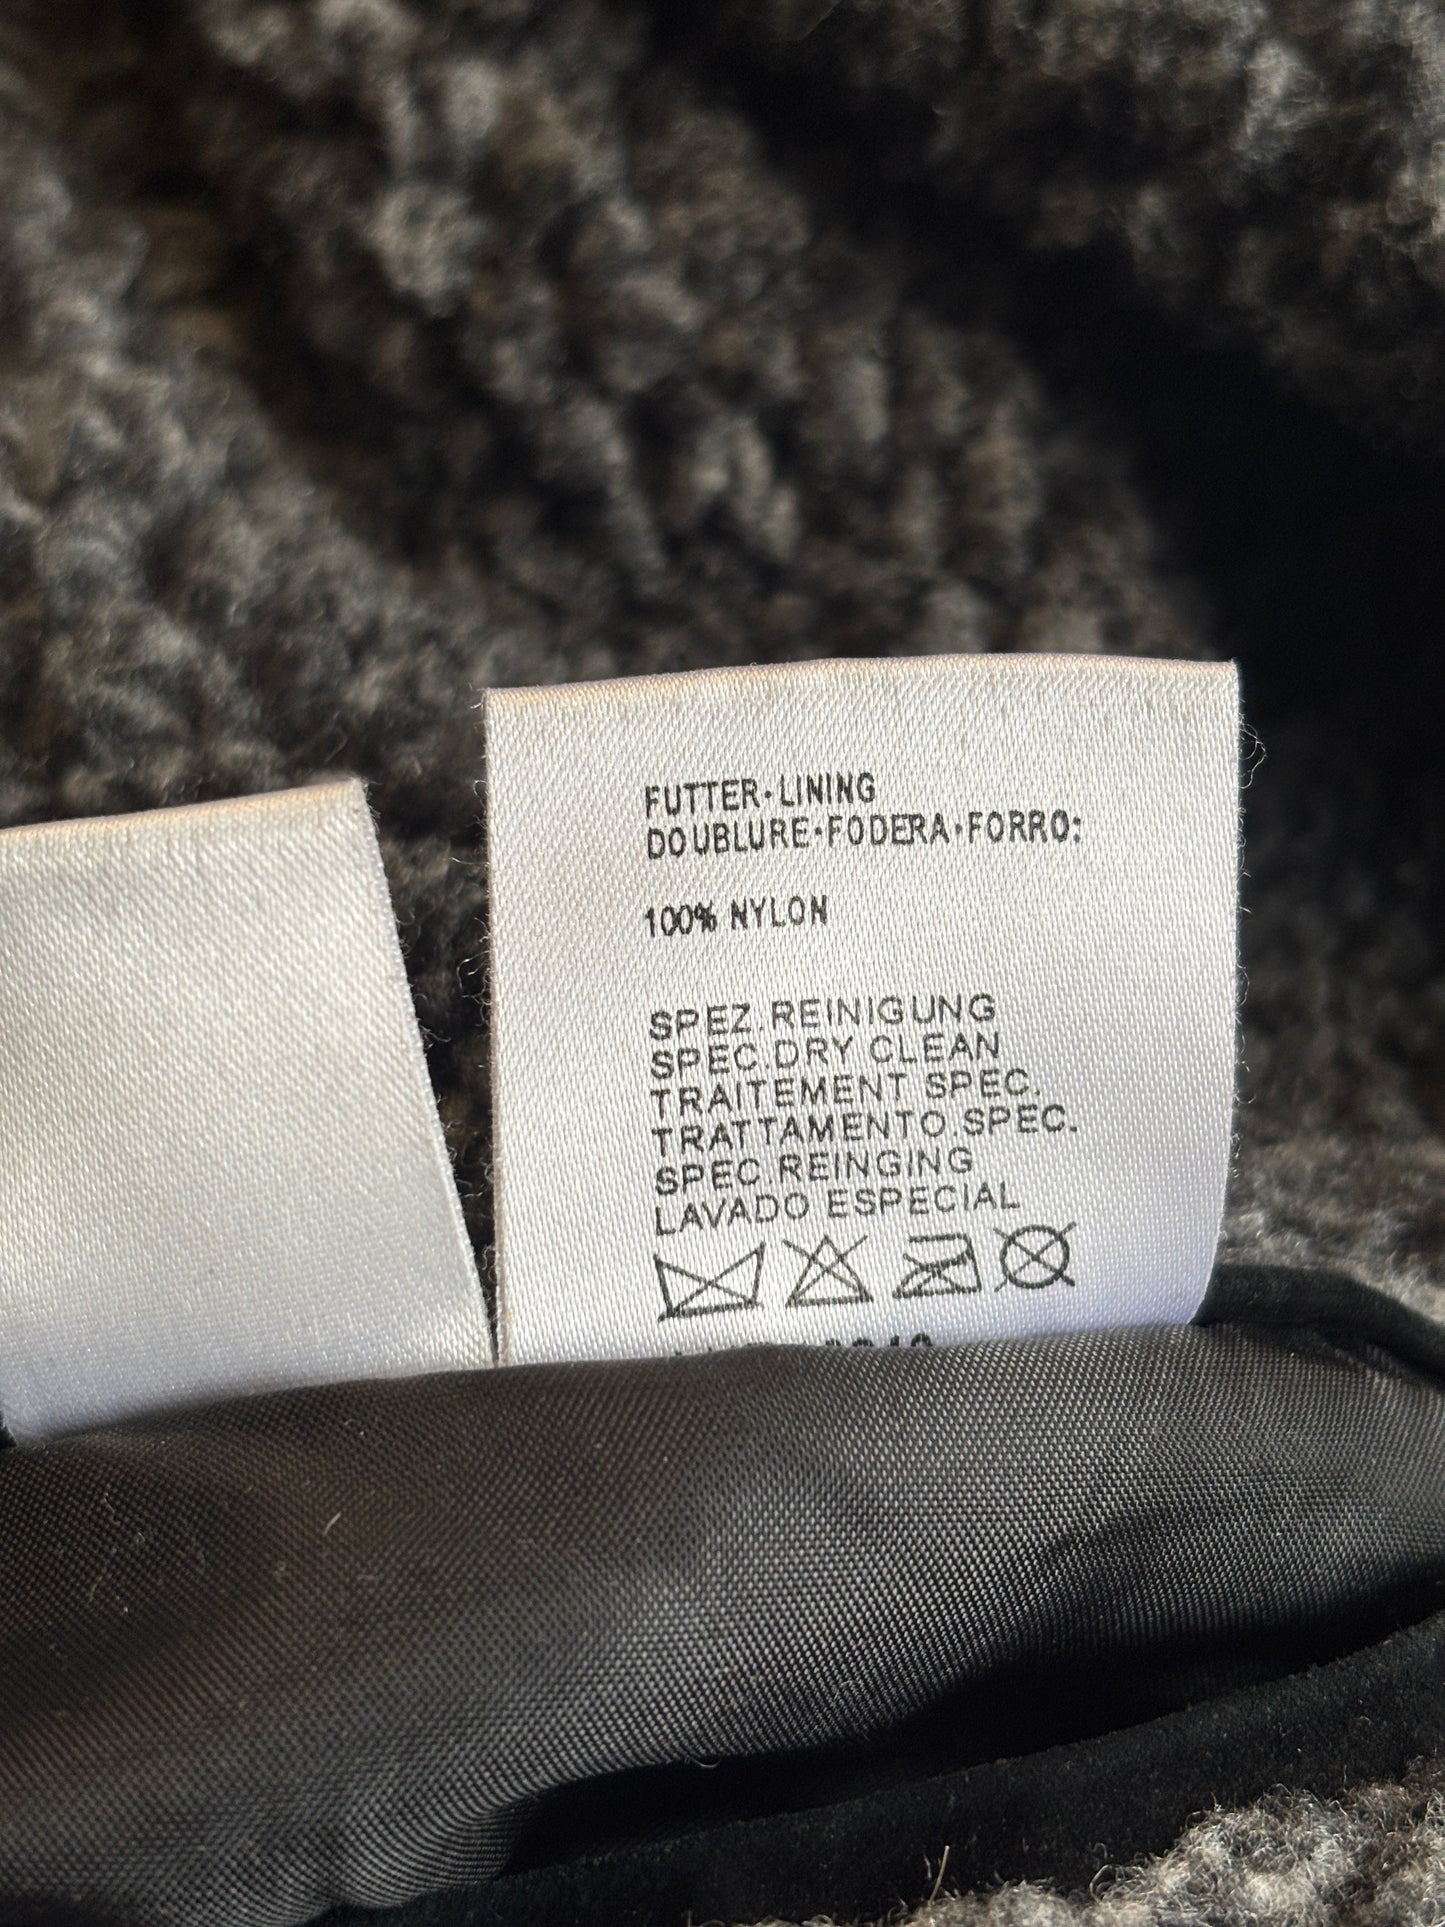 FUTTER·LINING
DOUBLURE·FODERA·FORRO:
100% NYLON
SPEZ.REINIGUNG
SPEC.DRY CLEAN
TRAITEMENT SPEC.
TRATTAMENTO.SPEC.
SPEC.REINGING
LAVADO ESPECIAL